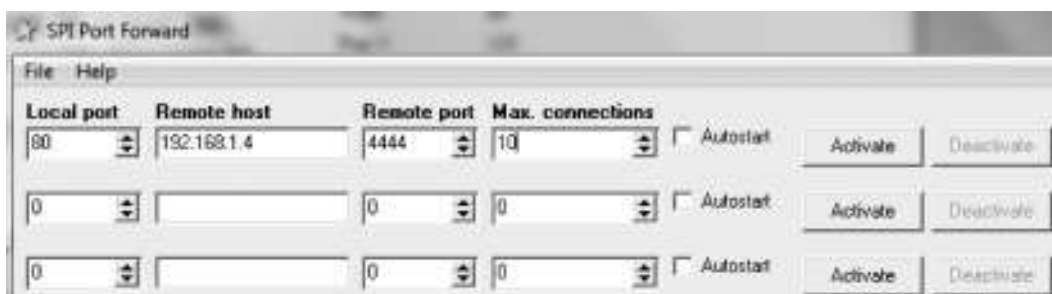 SPI Port Forward
File Help
Local port Remote host Remote port Max. connections
80 192.168.1.4 4444 10 Autostart Activate Deactivate
0 0 0 Autostart Activate Deactivate
0 0 0 Autostart Activate Deactivate